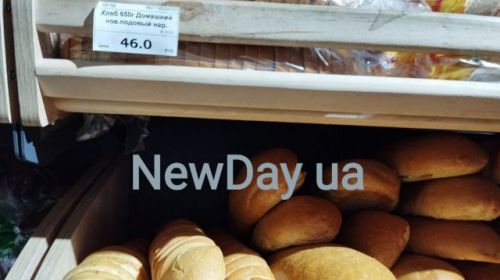 Хлеб 650г Домашний
нов.подовый нар.
46.0
NewDay ua